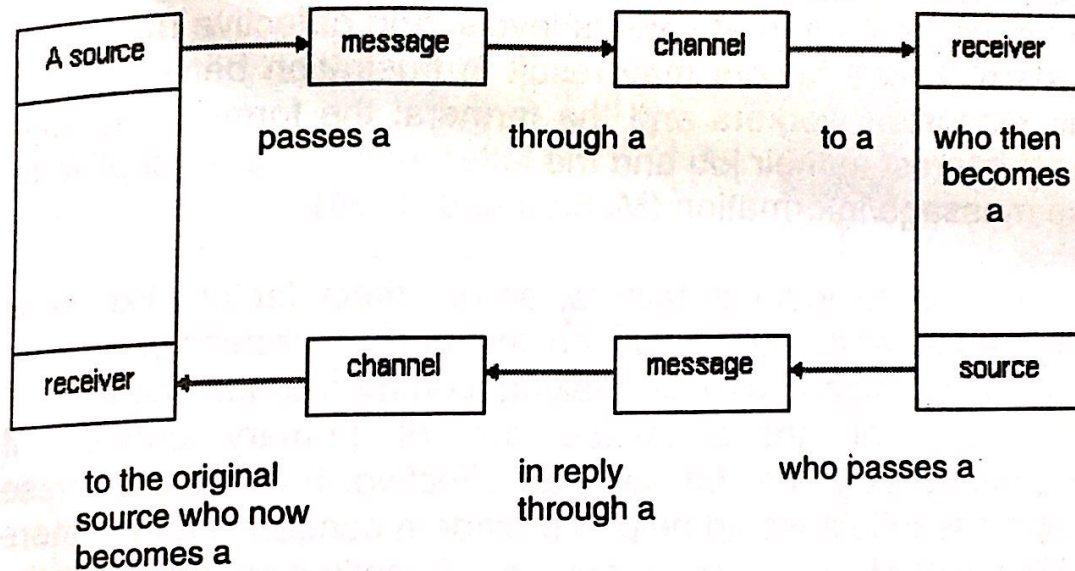 A source
message
channel
receiver
passes a
through a
to a
who then
becomes
a
receiver
channel
message
source
to the original
source who now
becomes a
in reply
through a
who passes a